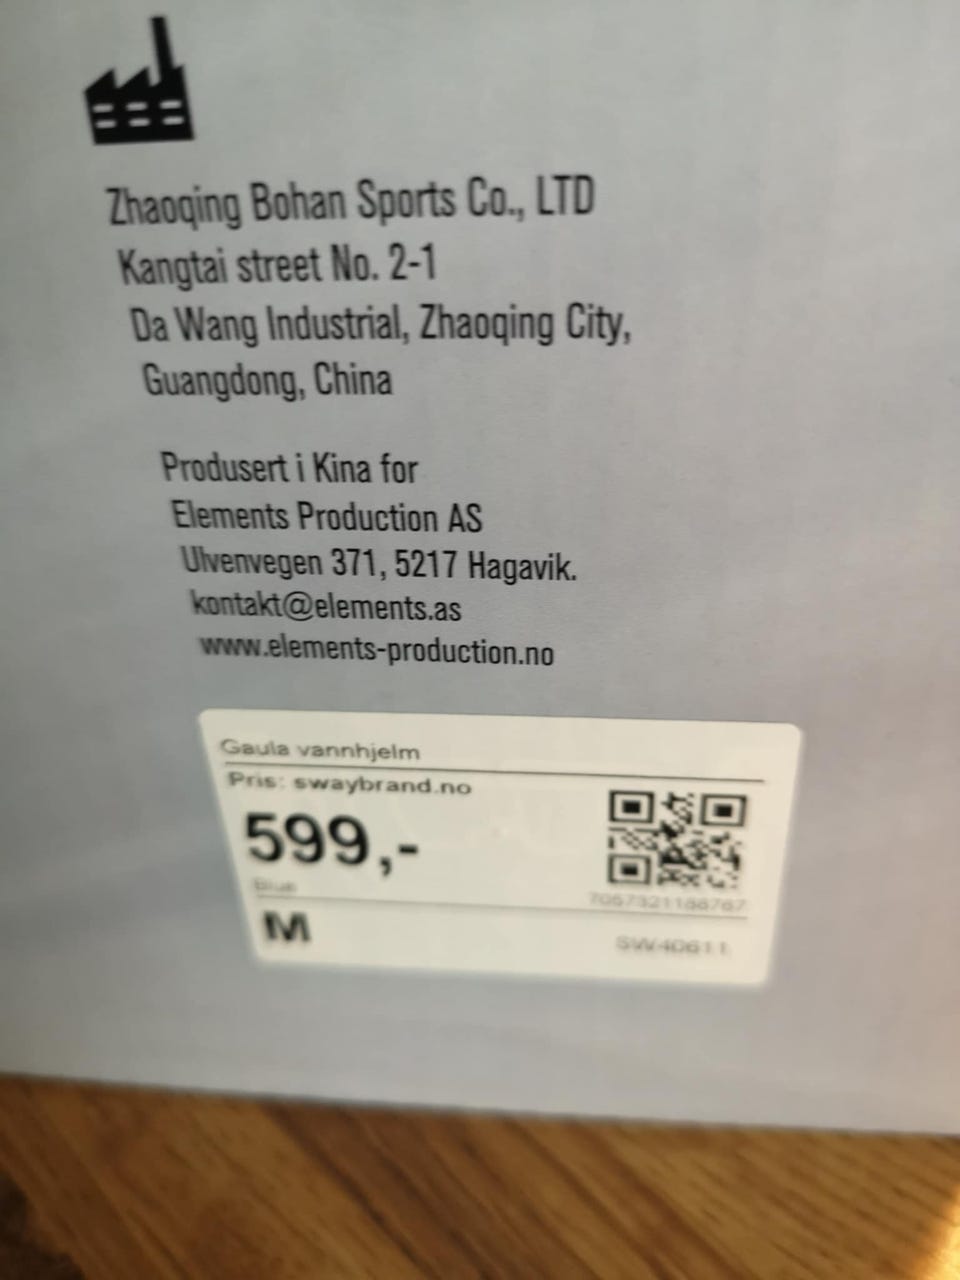 Zhaoqing Bohan Sports Co., LTD
Kangtai street No. 2-1
Da Wang Industrial, Zhaoqing City,
Guangdong, China
Produsert i Kina for
Elements Production AS
Ulvenvegen 371, 5217 Hagavik.
kontakt@elements.as
www.elements-production.no
Gaula vannhjelm
Pris: swaybrand.no
599,-
Blue
M
SW40611